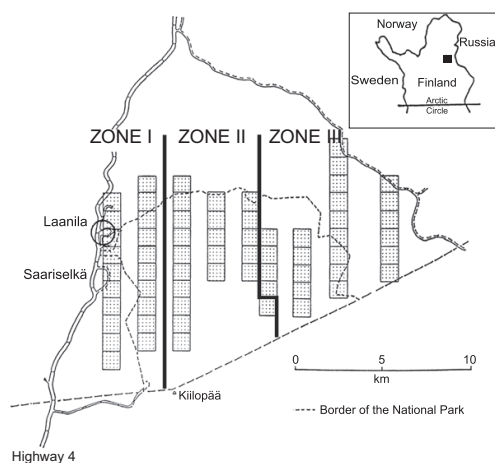 Norway
Russia
Sweden
Finland
Arctic
Circle
ZONE I
ZONE II
ZONE III
Laanila
Saariselkä
0
5
10
km
Kiilopää
Border of the National Park
Highway 4